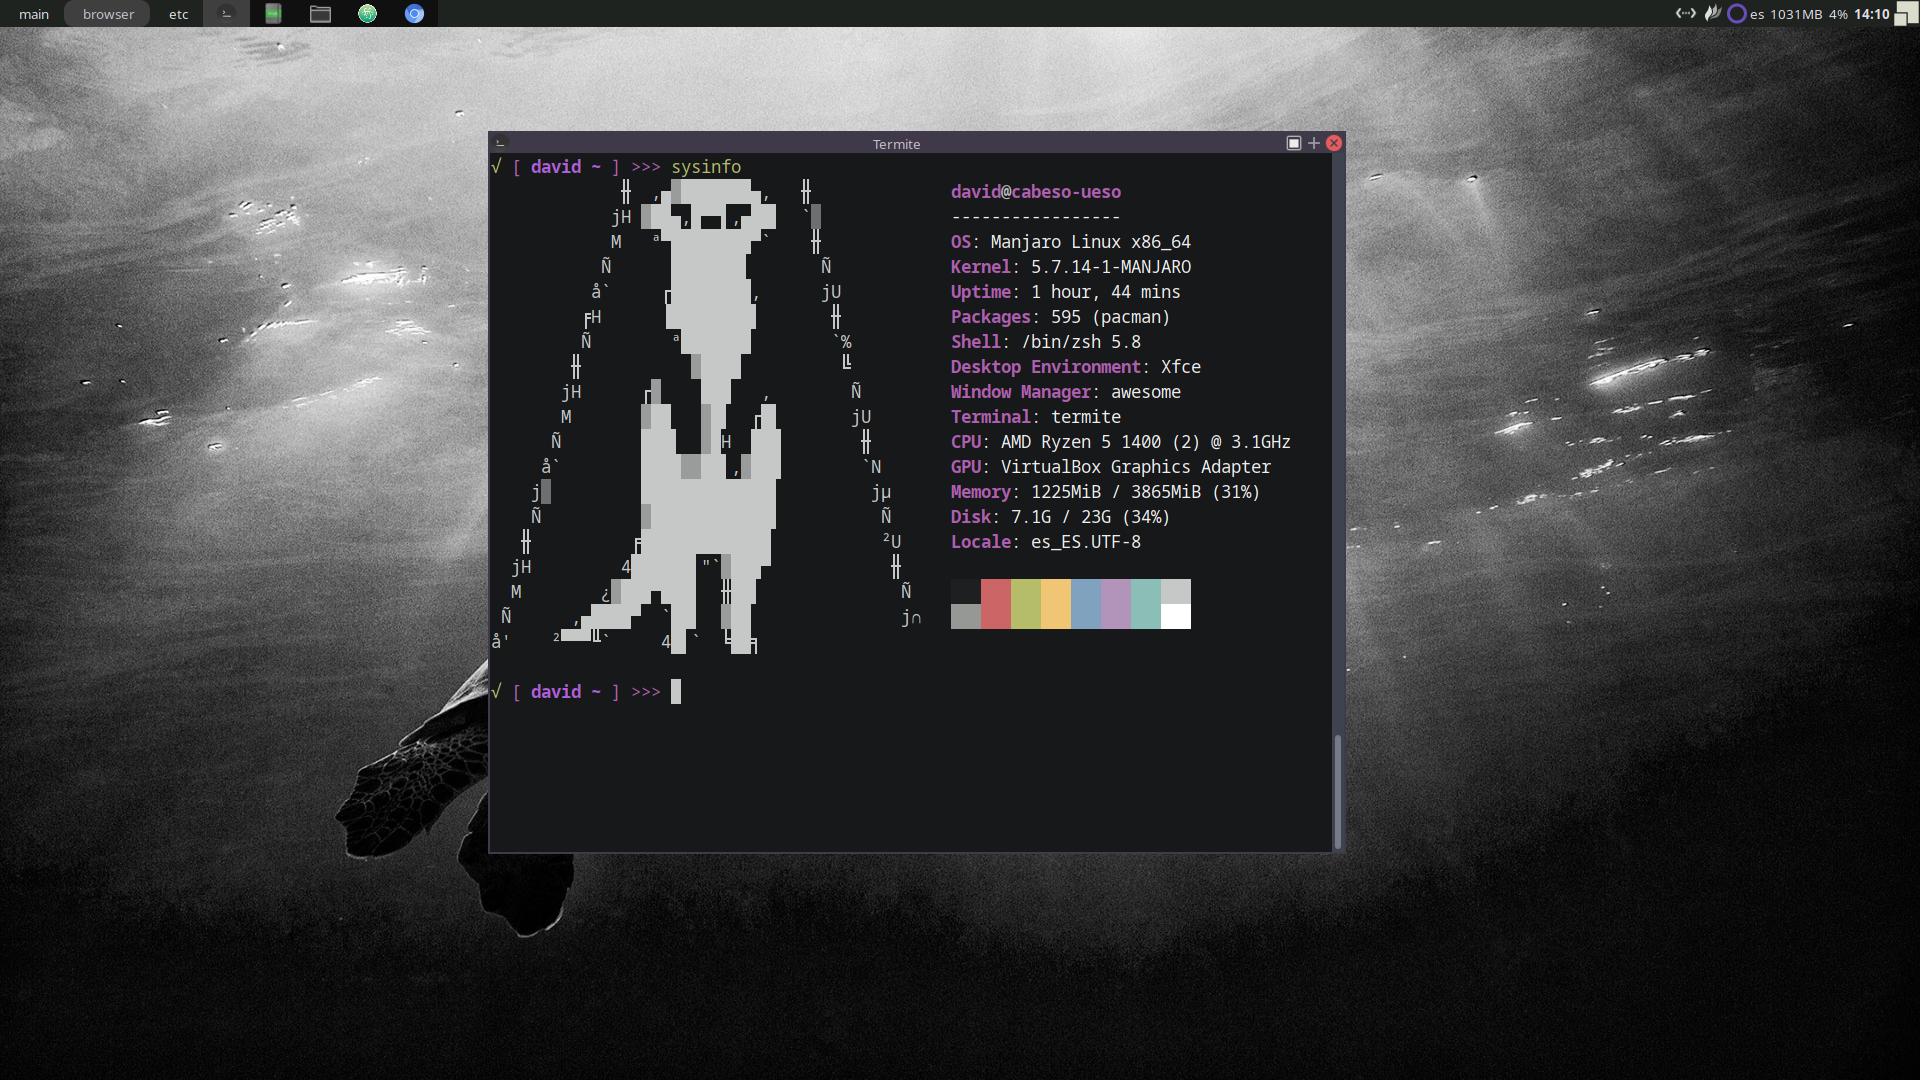 main browser etc es 1031MB 4% 14:10
Termite
√ [ david ~ ] >>> sysinfo
david@cabeso-ueso
-----------------
OS: Manjaro Linux x86_64
Kernel: 5.7.14-1-MANJARO
Uptime: 1 hour, 44 mins
Packages: 595 (pacman)
Shell: /bin/zsh 5.8
Desktop Environment: Xfce
Window Manager: awesome
Terminal: termite
CPU: AMD Ryzen 5 1400 (2) @ 3.1GHz
GPU: VirtualBox Graphics Adapter
Memory: 1225MiB / 3865MiB (31%)
Disk: 7.1G / 23G (34%)
Locale: es_ES.UTF-8
√ [ david ~ ] >>>